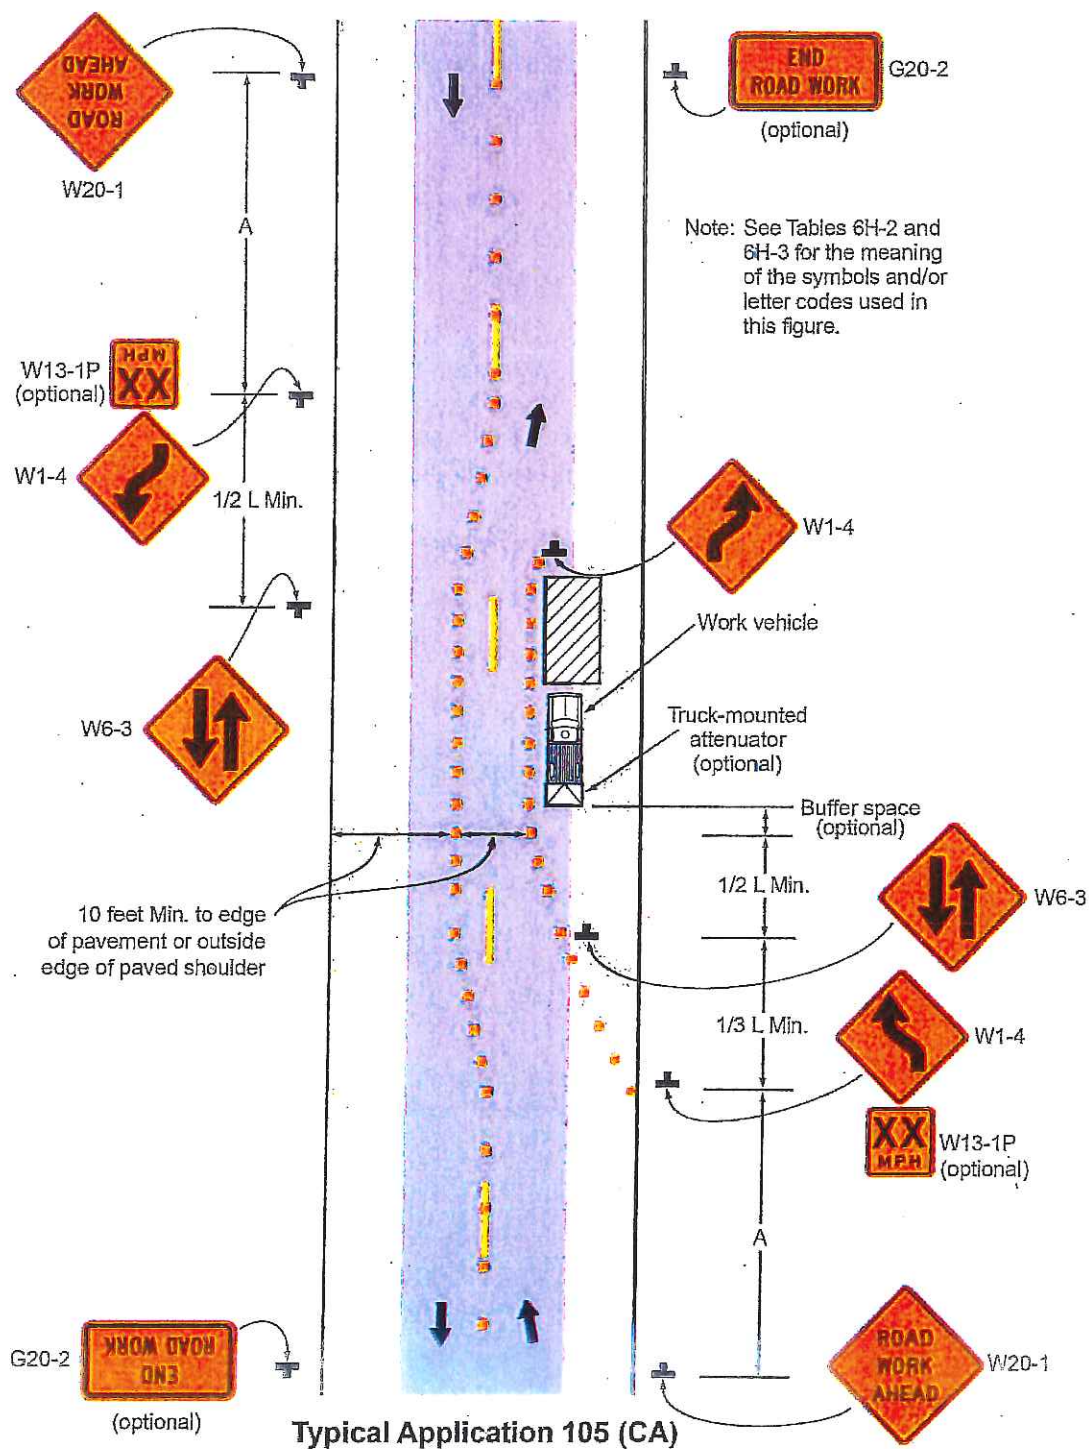 ROAD
WORK
AHEAD
W20-1
END
ROAD WORK
G20-2
(optional)
A
Note: See Tables 6H-2 and
6H-3 for the meaning
of the symbols and/or
letter codes used in
this figure.
W13-1P
(optional)
XX
MPH
W1-4
1/2 L Min.
W1-4
Work vehicle
W6-3
Truck-mounted
attenuator
(optional)
Buffer space
(optional)
10 feet Min. to edge
of pavement or outside
edge of paved shoulder
1/2 L Min.
W6-3
1/3 L Min.
W1-4
XX
MPH
W13-1P
(optional)
A
G20-2
END
ROAD WORK
(optional)
ROAD
WORK
AHEAD
W20-1
Typical Application 105 (CA)